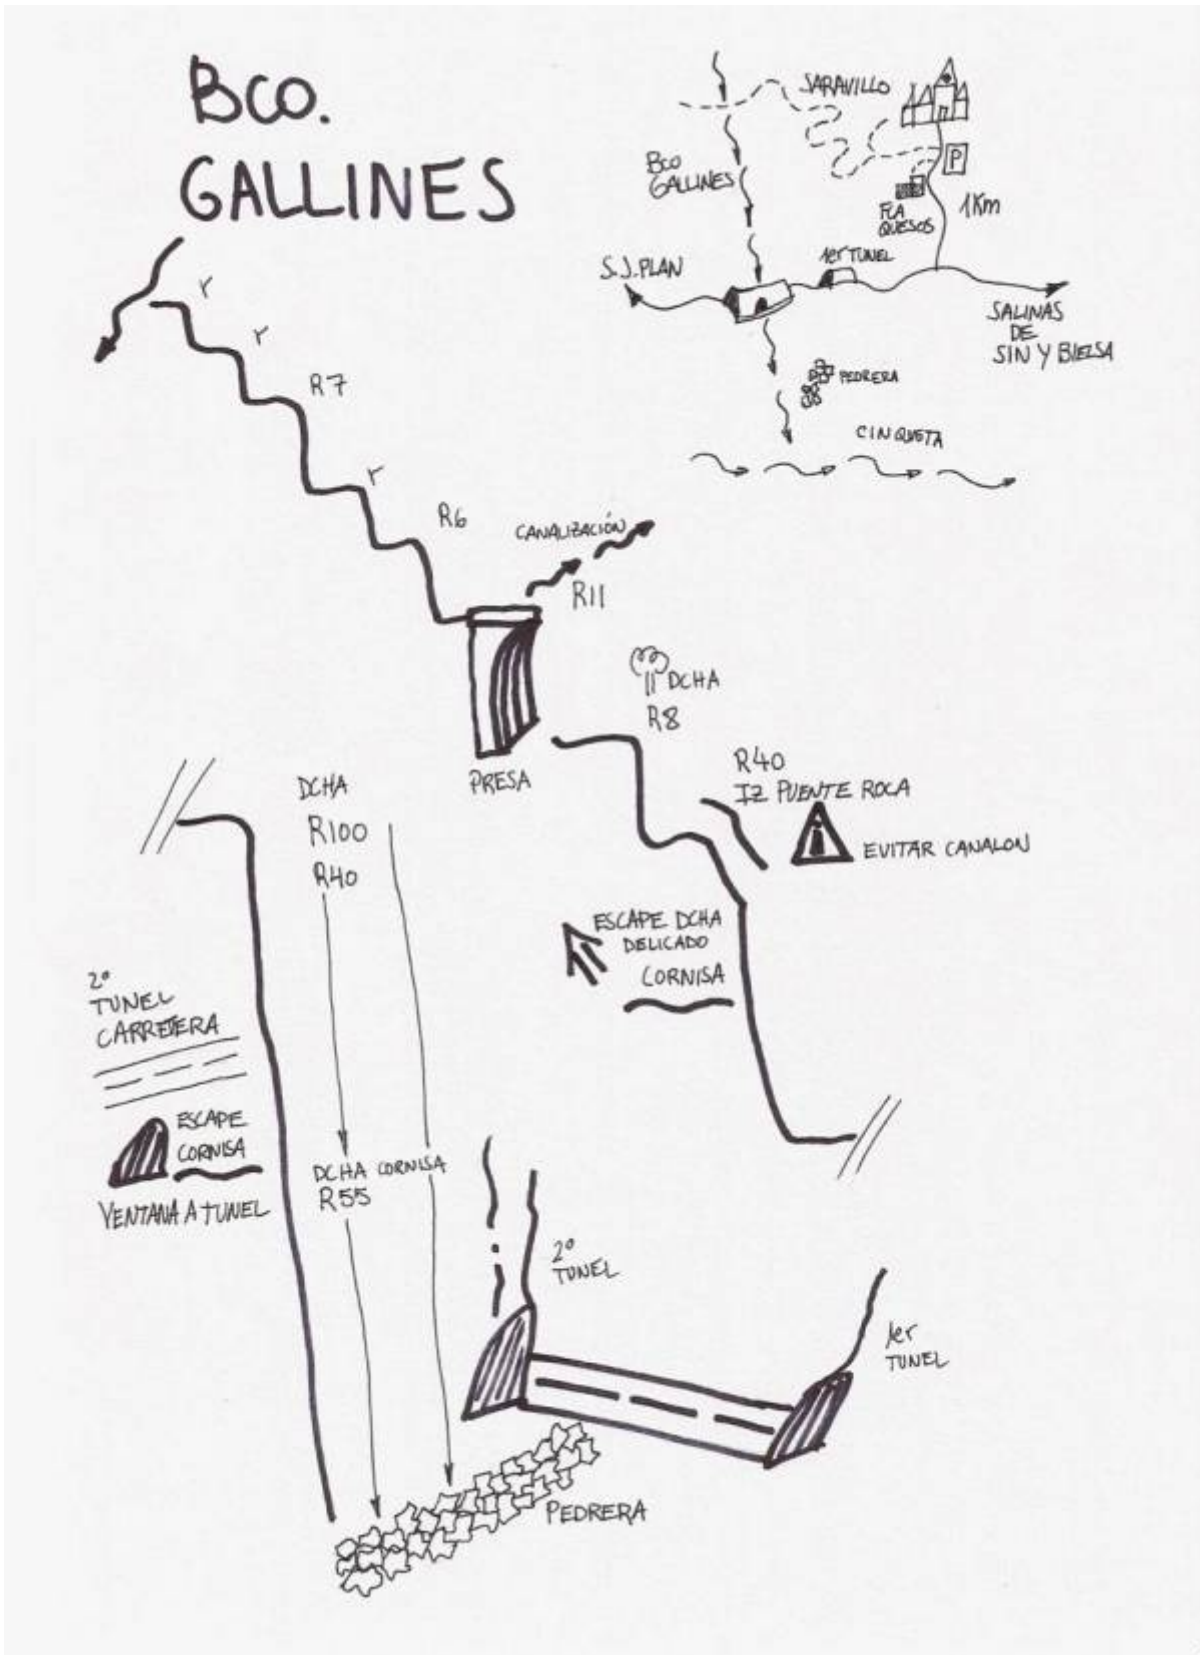 Bco.
GALLINES
SARAVILLO
P
Bco
GALLINES
FCA
QUESOS
1Km
S.J.PLAN
1er TUNEL
SALINAS
DE
SIN Y BIELSA
PEDRERA
CINQUETA
r
r
R7
r
R6
CANALIZACIÓN
R11
PRESA
DCHA
R8
R40
IZ PUENTE ROCA
EVITAR CANALON
ESCAPE DCHA
DELICADO
CORNISA
DCHA
R100
R40
2º
TUNEL
CARRETERA
ESCAPE
CORNISA
VENTANA A TUNEL
DCHA CORNISA
R55
2º
TUNEL
1er
TUNEL
PEDRERA